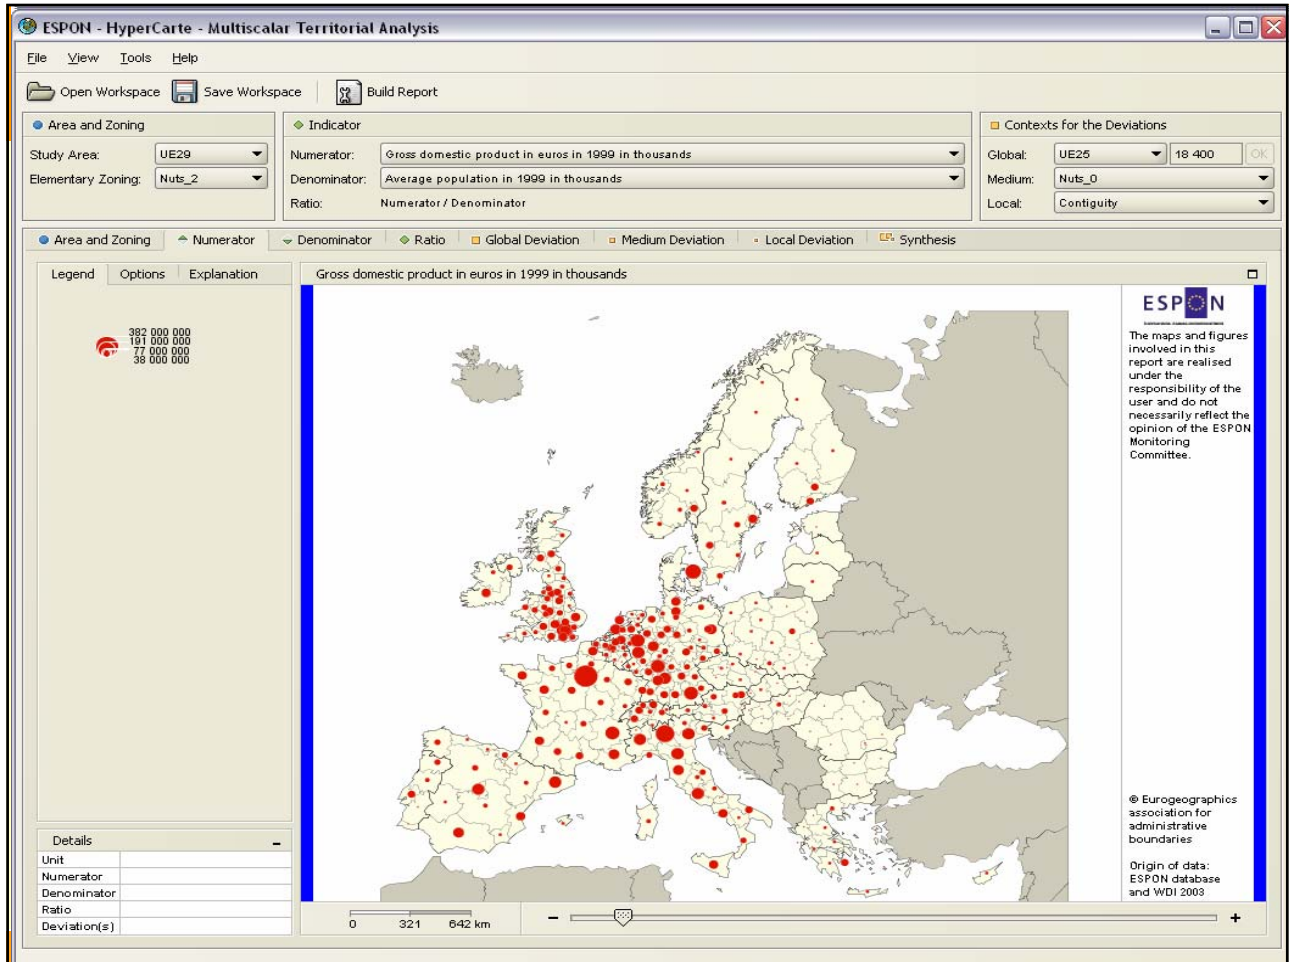 ESPON - HyperCarte - Multiscalar Territorial Analysis
File View Tools Help
Open Workspace Save Workspace Build Report
Area and Zoning
Study Area: UE29
Elementary Zoning: Nuts_2
Indicator
Numerator: Gross domestic product in euros in 1999 in thousands
Denominator: Average population in 1999 in thousands
Ratio: Numerator / Denominator
Contexts for the Deviations
Global: UE25 18 400 OK
Medium: Nuts_0
Local: Contiguity
Area and Zoning Numerator Denominator Ratio Global Deviation Medium Deviation Local Deviation Synthesis
Legend Options Explanation
382 000 000
191 000 000
77 000 000
38 000 000
Details
Unit
Numerator
Denominator
Ratio
Deviation(s)
Gross domestic product in euros in 1999 in thousands
ESPON
The maps and figures
involved in this
report are realised
under the
responsibility of the
user and do not
necessarily reflect the
opinion of the ESPON
Monitoring
Committee.
© Eurogeographics
association for
administrative
boundaries
Origin of data:
ESPON database
and WDI 2003
0 321 642 km
- +